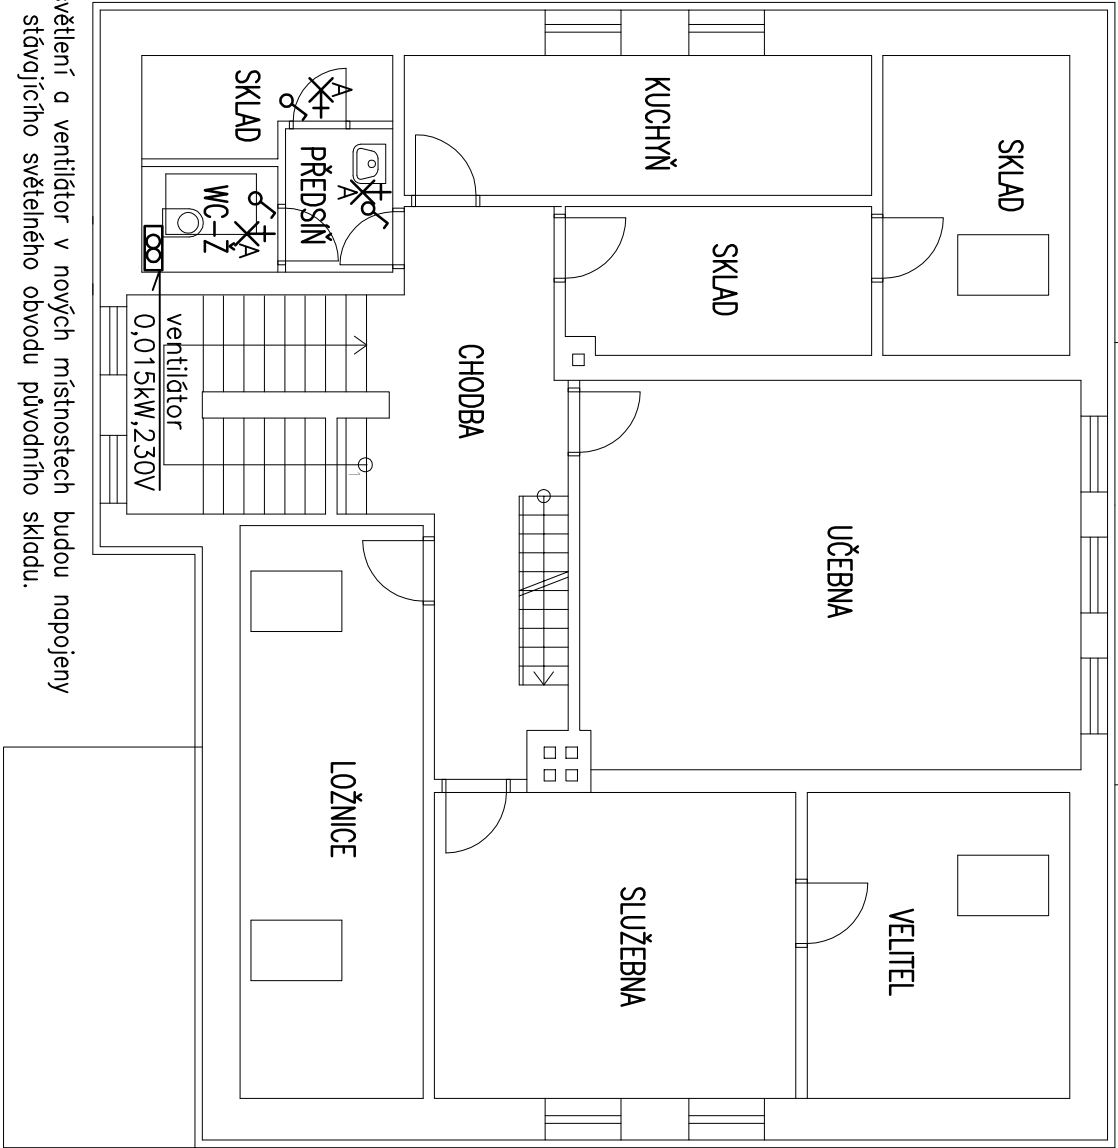 SKLAD
KUCHYŇ
SKLAD
A
PŘEDSÍŇ
A
WC-Ž
A
SKLAD
ventilátor
0,015kW,230V
CHODBA
UČEBNA
LOŽNICE
SLUŽEBNA
VELITEL
a ventilátor v nových místnostech budou napojeny
stávajícího světelného obvodu původního skladu.